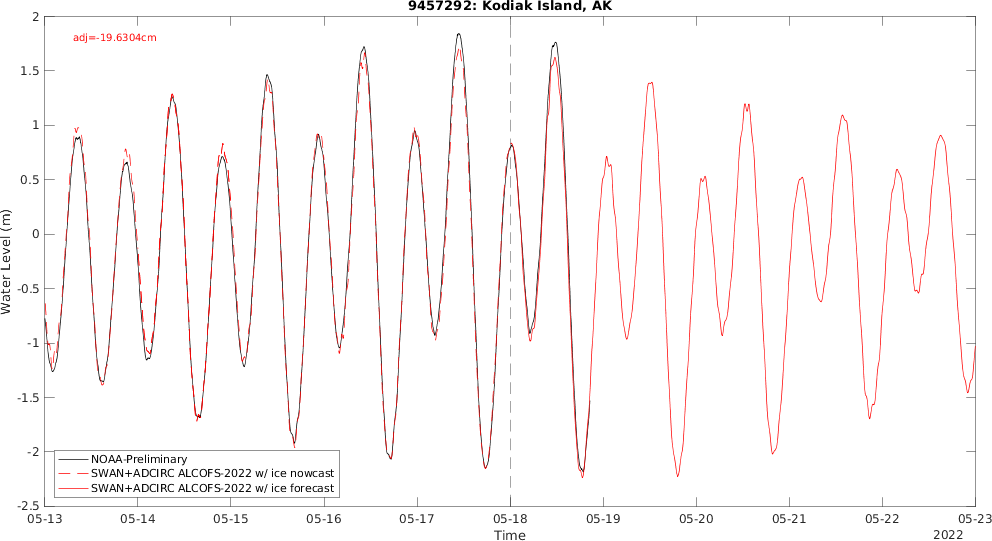 9457292: Kodiak Island, AK
adj=-19.6304cm
2
1.5
1
0.5
0
-0.5
-1
-1.5
-2
-2.5
Water Level (m)
NOAA-Preliminary
SWAN+ADCIRC ALCOFS-2022 w/ ice nowcast
SWAN+ADCIRC ALCOFS-2022 w/ ice forecast
05-13 05-14 05-15 05-16 05-17 05-18 05-19 05-20 05-21 05-22 05-23
Time
2022